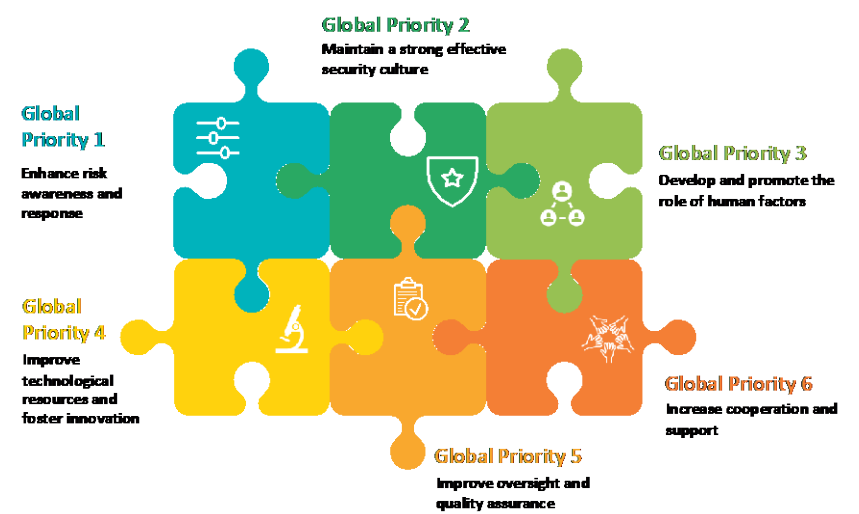 Global Priority 2
Maintain a strong effective
security culture
Global
Priority 1
Enhance risk
awareness and
response
Global Priority 3
Develop and promote the
role of human factors
Global
Priority 4
Improve
technological
resources and
foster innovation
Global Priority 6
Increase cooperation and
support
Global Priority 5
Improve oversight and
quality assurance